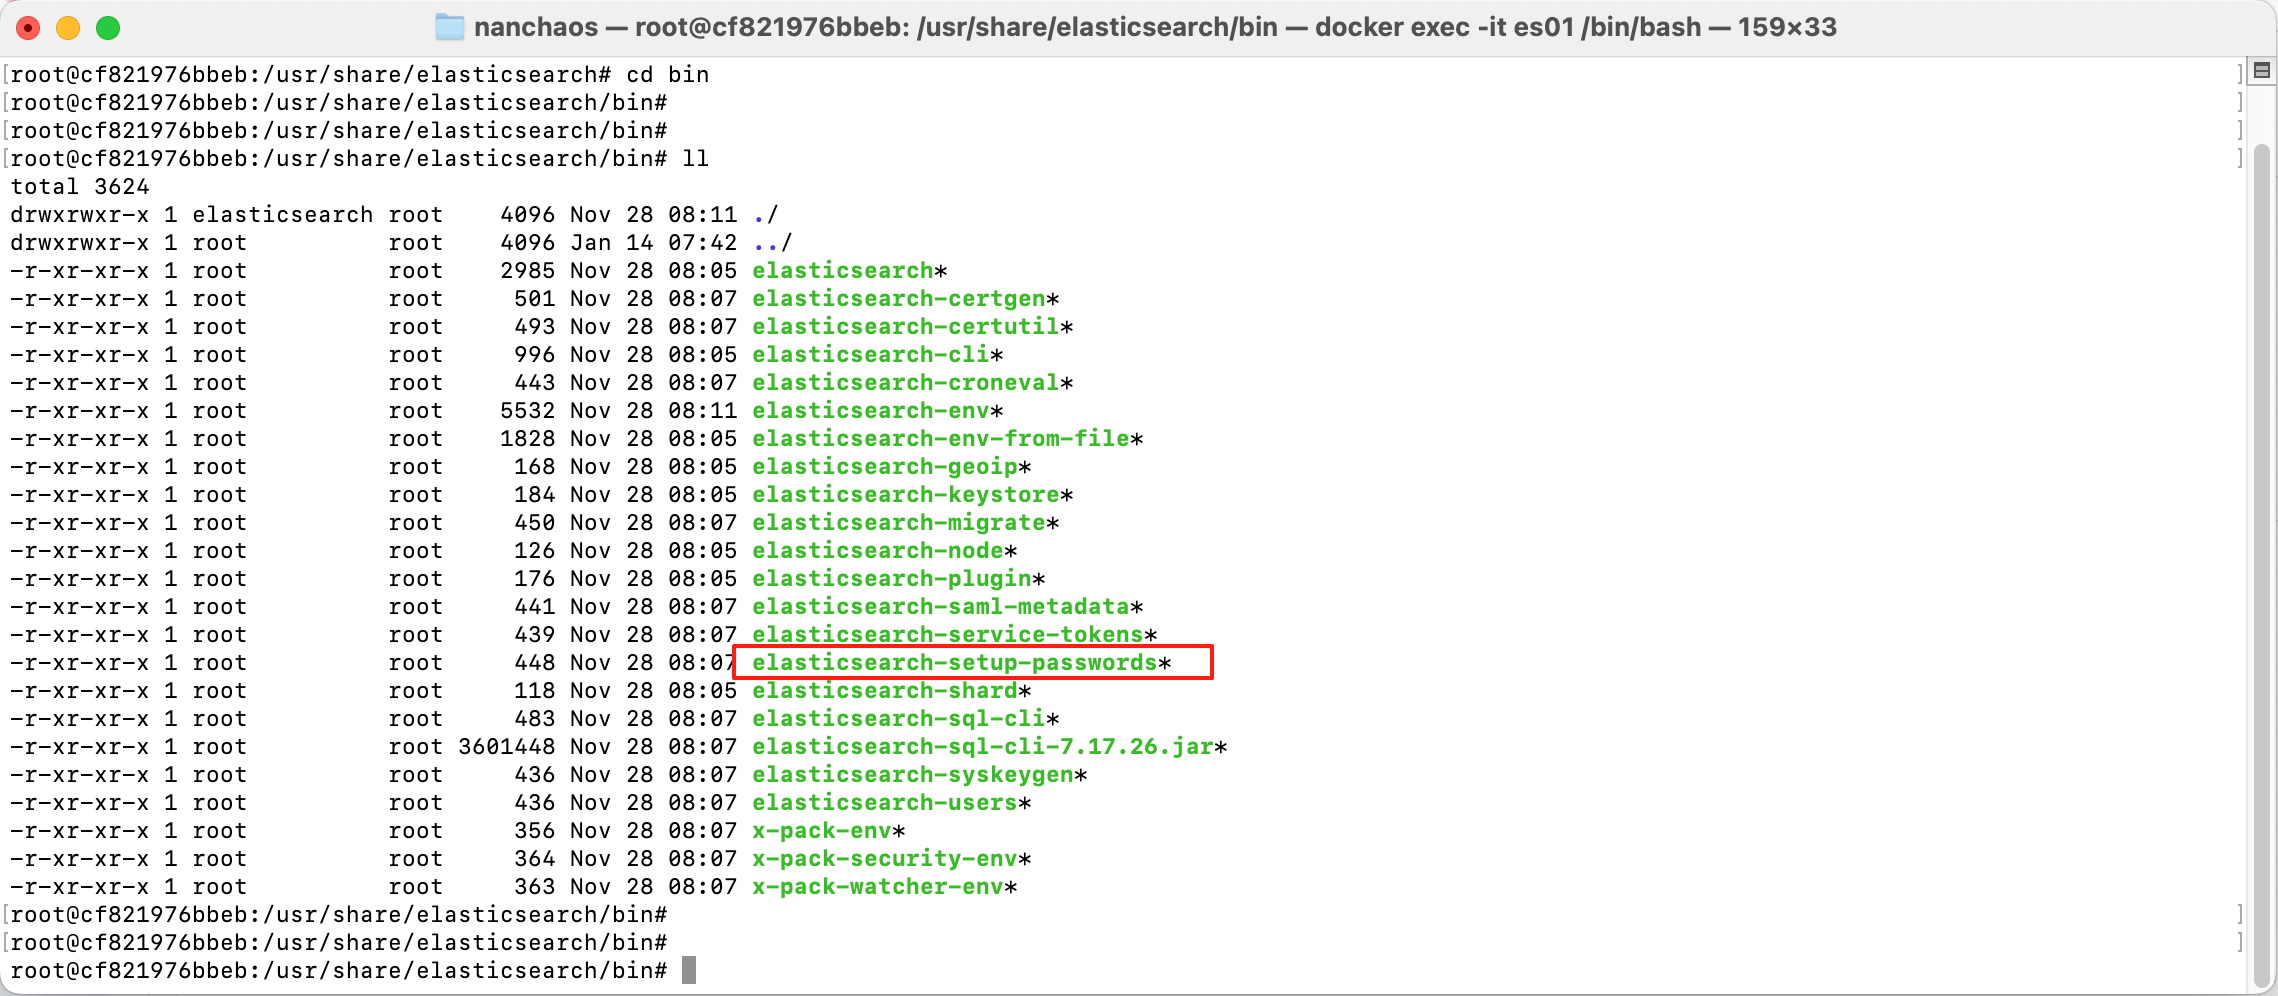 nanchaos — root@cf821976bbeb: /usr/share/elasticsearch/bin — docker exec -it es01 /bin/bash — 159×33
[root@cf821976bbeb:/usr/share/elasticsearch# cd bin ]
[root@cf821976bbeb:/usr/share/elasticsearch/bin# ]
[root@cf821976bbeb:/usr/share/elasticsearch/bin# ]
[root@cf821976bbeb:/usr/share/elasticsearch/bin# ll ]
total 3624
drwxrwxr-x 1 elasticsearch root    4096 Nov 28 08:11 ./
drwxrwxr-x 1 root          root    4096 Jan 14 07:42 ../
-r-xr-xr-x 1 root          root    2985 Nov 28 08:05 elasticsearch*
-r-xr-xr-x 1 root          root     501 Nov 28 08:07 elasticsearch-certgen*
-r-xr-xr-x 1 root          root     493 Nov 28 08:07 elasticsearch-certutil*
-r-xr-xr-x 1 root          root     996 Nov 28 08:05 elasticsearch-cli*
-r-xr-xr-x 1 root          root     443 Nov 28 08:07 elasticsearch-croneval*
-r-xr-xr-x 1 root          root    5532 Nov 28 08:11 elasticsearch-env*
-r-xr-xr-x 1 root          root    1828 Nov 28 08:05 elasticsearch-env-from-file*
-r-xr-xr-x 1 root          root     168 Nov 28 08:05 elasticsearch-geoip*
-r-xr-xr-x 1 root          root     184 Nov 28 08:05 elasticsearch-keystore*
-r-xr-xr-x 1 root          root     450 Nov 28 08:07 elasticsearch-migrate*
-r-xr-xr-x 1 root          root     126 Nov 28 08:05 elasticsearch-node*
-r-xr-xr-x 1 root          root     176 Nov 28 08:05 elasticsearch-plugin*
-r-xr-xr-x 1 root          root     441 Nov 28 08:07 elasticsearch-saml-metadata*
-r-xr-xr-x 1 root          root     439 Nov 28 08:07 elasticsearch-service-tokens*
-r-xr-xr-x 1 root          root     448 Nov 28 08:07 elasticsearch-setup-passwords*
-r-xr-xr-x 1 root          root     118 Nov 28 08:05 elasticsearch-shard*
-r-xr-xr-x 1 root          root     483 Nov 28 08:07 elasticsearch-sql-cli*
-r-xr-xr-x 1 root          root 3601448 Nov 28 08:07 elasticsearch-sql-cli-7.17.26.jar*
-r-xr-xr-x 1 root          root     436 Nov 28 08:07 elasticsearch-syskeygen*
-r-xr-xr-x 1 root          root     436 Nov 28 08:07 elasticsearch-users*
-r-xr-xr-x 1 root          root     356 Nov 28 08:07 x-pack-env*
-r-xr-xr-x 1 root          root     364 Nov 28 08:07 x-pack-security-env*
-r-xr-xr-x 1 root          root     363 Nov 28 08:07 x-pack-watcher-env*
[root@cf821976bbeb:/usr/share/elasticsearch/bin# ]
[root@cf821976bbeb:/usr/share/elasticsearch/bin# ]
root@cf821976bbeb:/usr/share/elasticsearch/bin#